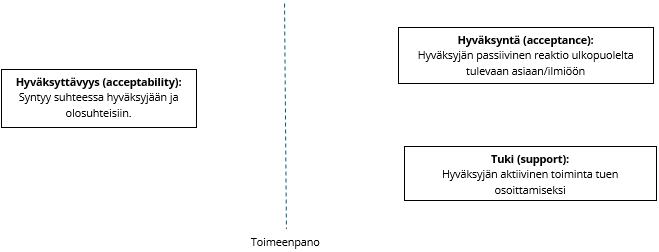 Hyväksyttävyys (acceptability):
Syntyy suhteessa hyväksyjään ja
olosuhteisiin.
Hyväksyntä (acceptance):
Hyväksyjän passiivinen reaktio ulkopuolelta
tulevaan asiaan/ilmiöön
Tuki (support):
Hyväksyjän aktiivinen toiminta tuen
osoittamiseksi
Toimeenpano